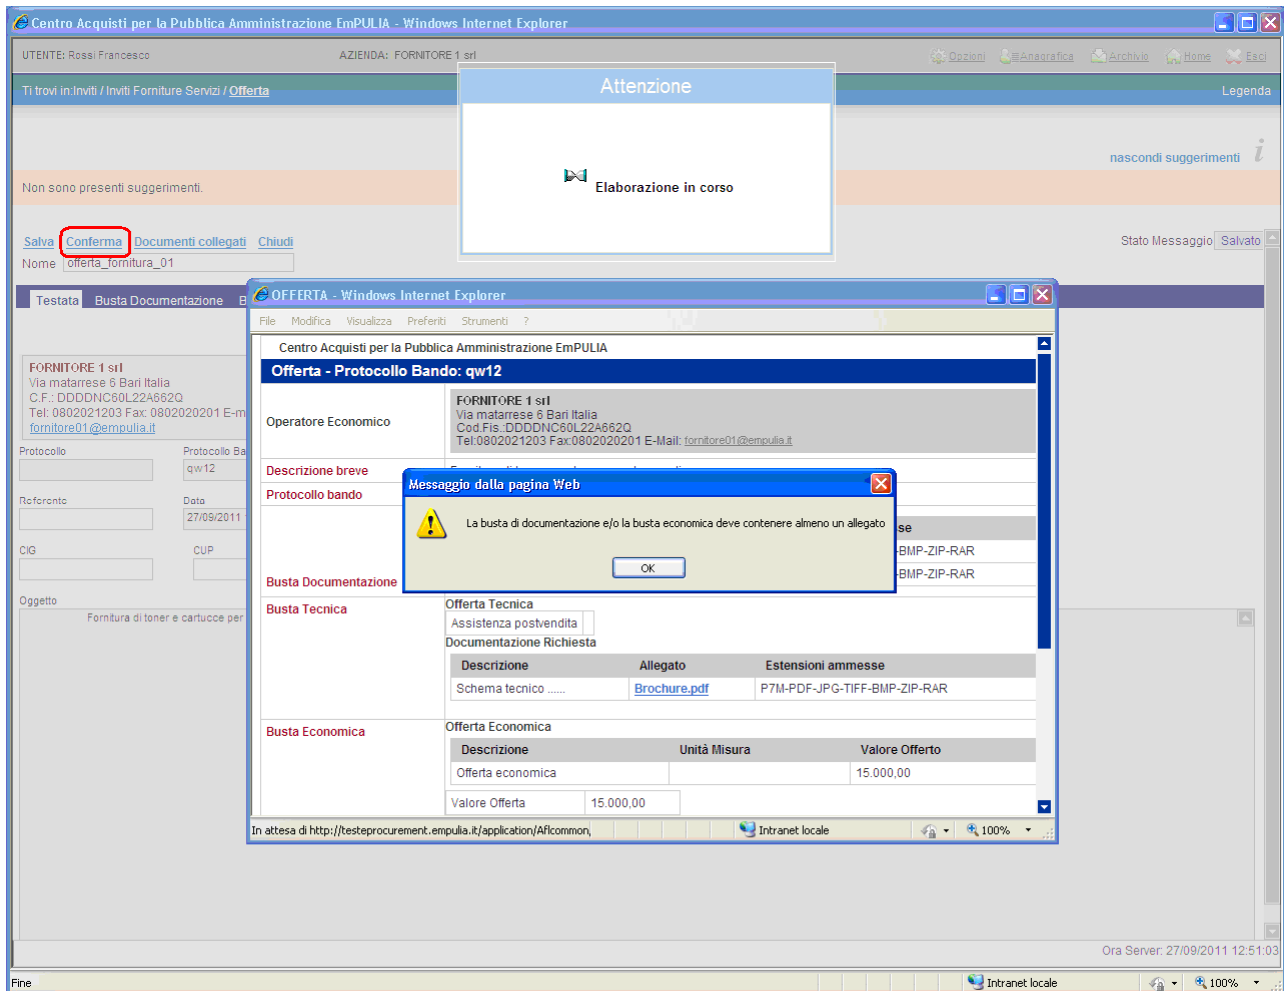 Centro Acquisti per la Pubblica Amministrazione EmPULIA - Windows Internet Explorer
UTENTE: Rossi Francesco AZIENDA: FORNITORE 1 srl Opzioni Anagrafica Archivio Home Esci
Ti trovi in:Inviti / Inviti Forniture Servizi / Offerta Legenda
Attenzione
Elaborazione in corso
nascondi suggerimenti i
Non sono presenti suggerimenti.
Salva Conferma Documenti collegati Chiudi Stato Messaggio Salvato
Nome offerta_fornitura_01
Testata Busta Documentazione B
FORNITORE 1 srl
Via matarrese 6 Bari Italia
C.F.: DDDDNC60L22A662Q
Tel: 0802021203 Fax: 0802020201 E-m
fornitore01@empulia.it
Protocollo Protocollo Ba
qw12
Referente Data
27/09/2011
CIG CUP
Oggetto
Fornitura di toner e cartucce per
OFFERTA - Windows Internet Explorer
File Modifica Visualizza Preferiti Strumenti ?
Centro Acquisti per la Pubblica Amministrazione EmPULIA
Offerta - Protocollo Bando: qw12
Operatore Economico
FORNITORE 1 srl
Via matarrese 6 Bari Italia
Cod.Fis.:DDDDNC60L22A662Q
Tel:0802021203 Fax:0802020201 E-Mail: fornitore01@empulia.it
Descrizione breve
Protocollo bando
Messaggio dalla pagina Web
La busta di documentazione e/o la busta economica deve contenere almeno un allegato
OK
se
-BMP-ZIP-RAR
-BMP-ZIP-RAR
Busta Documentazione
Busta Tecnica
Offerta Tecnica
Assistenza postvendita
Documentazione Richiesta
Descrizione Allegato Estensioni ammesse
Schema tecnico ...... Brochure.pdf P7M-PDF-JPG-TIFF-BMP-ZIP-RAR
Busta Economica
Offerta Economica
Descrizione Unità Misura Valore Offerto
Offerta economica 15.000,00
Valore Offerta 15.000,00
In attesa di http://testeprocurement.empulia.it/application/Aflcommon, Intranet locale 100%
Ora Server: 27/09/2011 12:51:03
Fine Intranet locale 100%